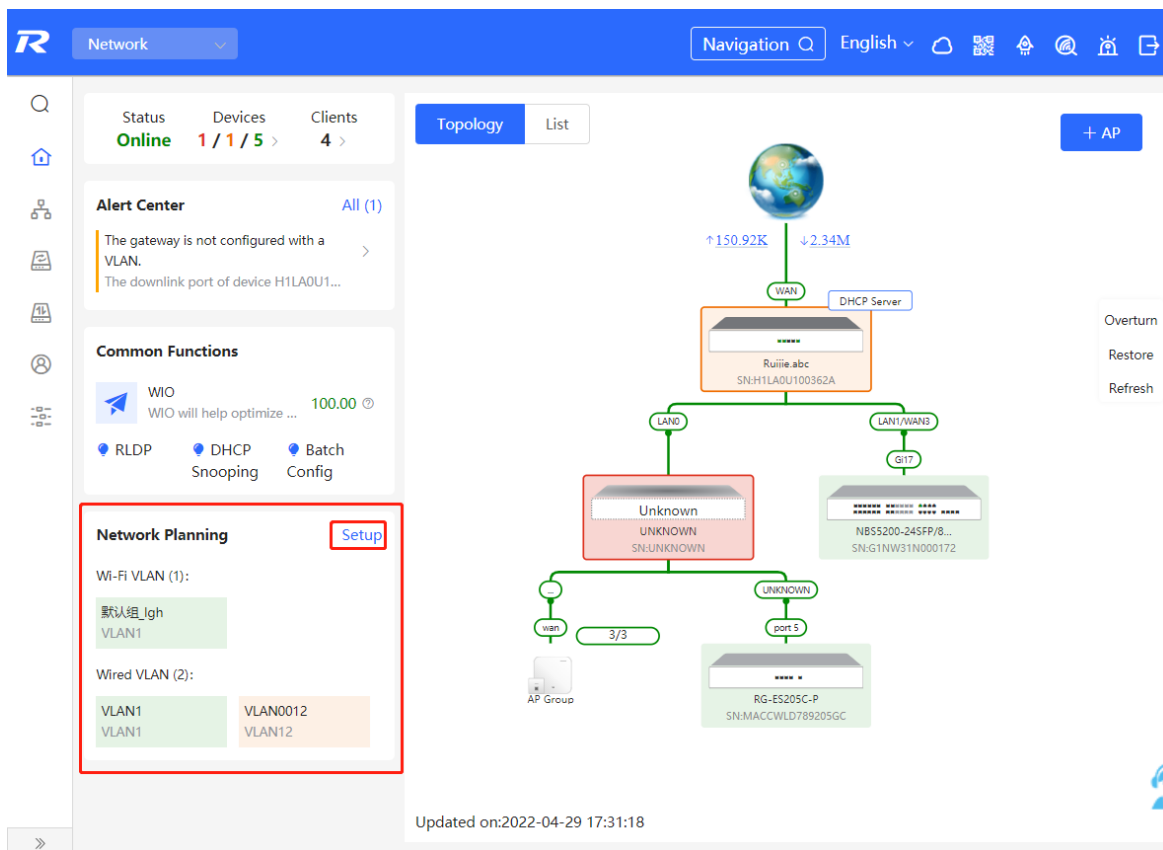 Network
Navigation
English
Status Devices Clients
Online 1 / 1 / 5 4
Alert Center All (1)
The gateway is not configured with a
VLAN.
The downlink port of device H1LA0U1...
Common Functions
WIO
WIO will help optimize ... 100.00
RLDP DHCP Batch
Snooping Config
Network Planning Setup
Wi-Fi VLAN (1):
默认组_lgh
VLAN1
Wired VLAN (2):
VLAN1 VLAN0012
VLAN1 VLAN12
Topology List
+ AP
↑150.92K ↓2.34M
WAN
DHCP Server
Ruiiie.abc
SN:H1LA0U100362A
LAN0 LAN1/WAN3
Gi17
Unknown
UNKNOWN
SN:UNKNOWN
NBS5200-24SFP/8...
SN:G1NW31N000172
... UNKNOWN
wan 3/3 port 5
AP Group
RG-ES205C-P
SN:MACCWLD789205GC
Overturn
Restore
Refresh
Updated on:2022-04-29 17:31:18